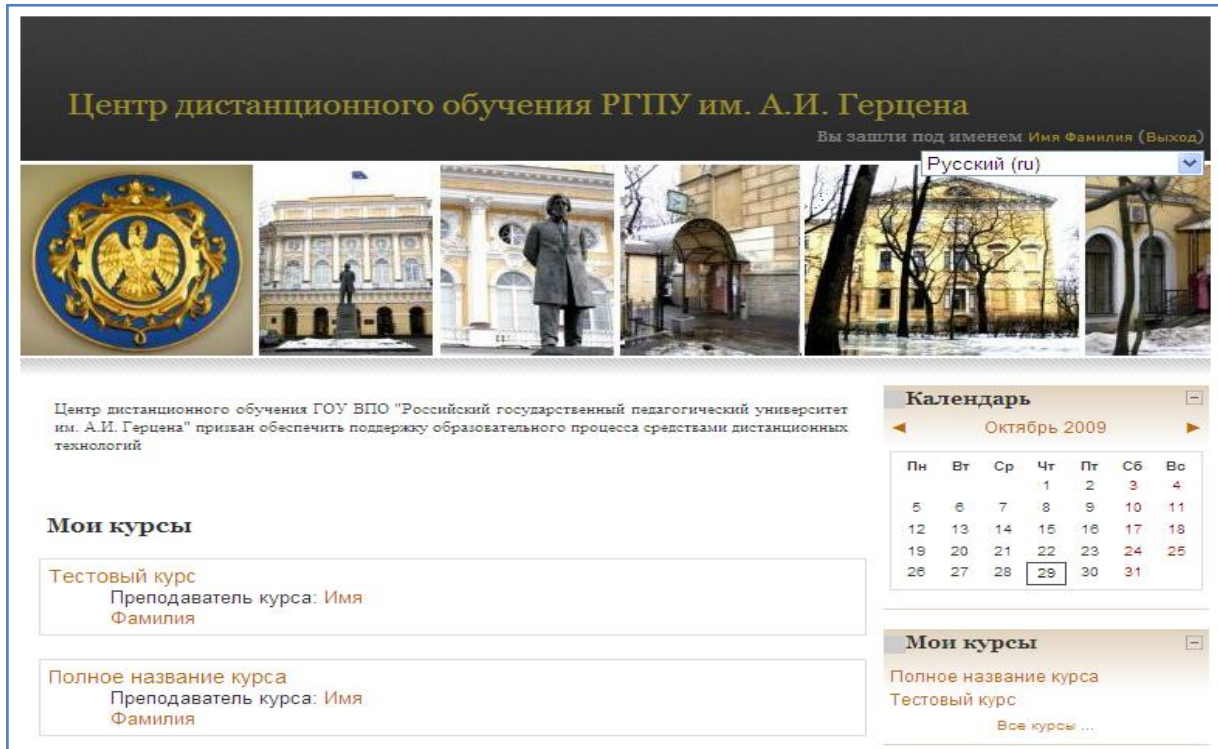 Центр дистанционного обучения РГПУ им. А.И. Герцена
Вы зашли под именем Имя Фамилия (Выход)
Русский (ru)
Центр дистанционного обучения ГОУ ВПО "Российский государственный педагогический университет
им. А.И. Герцена" призван обеспечить поддержку образовательного процесса средствами дистанционных
технологий
Мои курсы
Тестовый курс
Преподаватель курса: Имя
Фамилия
Полное название курса
Преподаватель курса: Имя
Фамилия
Календарь
Октябрь 2009
Пн Вт Ср Чт Пт Сб Вс
1 2 3 4
5 6 7 8 9 10 11
12 13 14 15 16 17 18
19 20 21 22 23 24 25
26 27 28 29 30 31
Мои курсы
Полное название курса
Тестовый курс
Все курсы ...